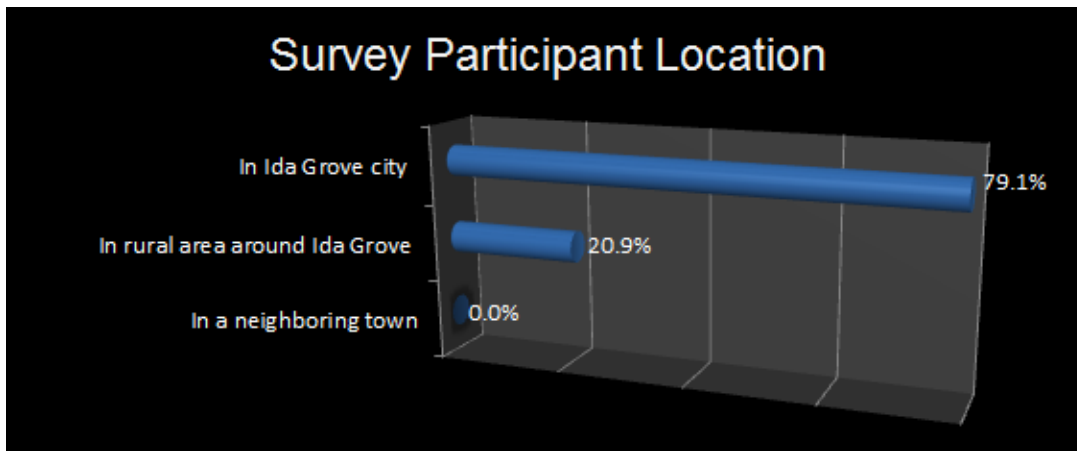 Survey Participant Location
In Ida Grove city
79.1%
In rural area around Ida Grove
20.9%
In a neighboring town
0.0%